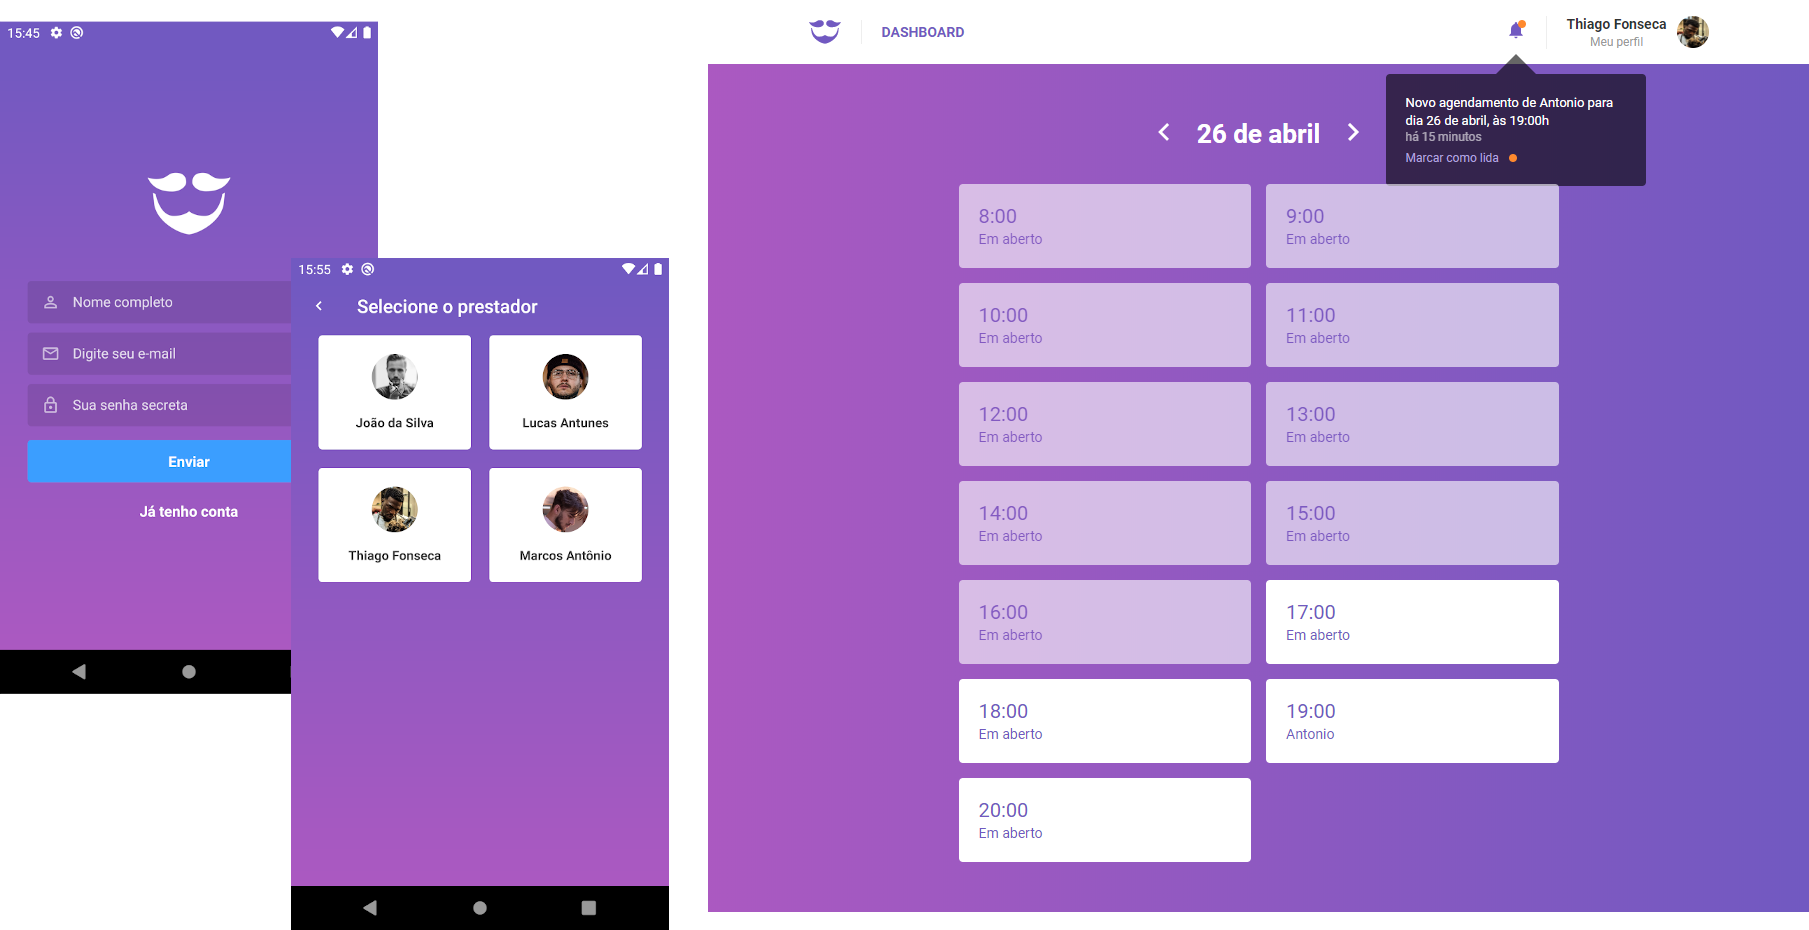 15:45
Nome completo
Digite seu e-mail
Sua senha secreta
Enviar
Já tenho conta
15:55
Selecione o prestador
João da Silva
Lucas Antunes
Thiago Fonseca
Marcos Antônio
DASHBOARD
Thiago Fonseca
Meu perfil
Novo agendamento de Antonio para
dia 26 de abril, às 19:00h
há 15 minutos
Marcar como lida
26 de abril
8:00
Em aberto
9:00
Em aberto
10:00
Em aberto
11:00
Em aberto
12:00
Em aberto
13:00
Em aberto
14:00
Em aberto
15:00
Em aberto
16:00
Em aberto
17:00
Em aberto
18:00
Em aberto
19:00
Antonio
20:00
Em aberto